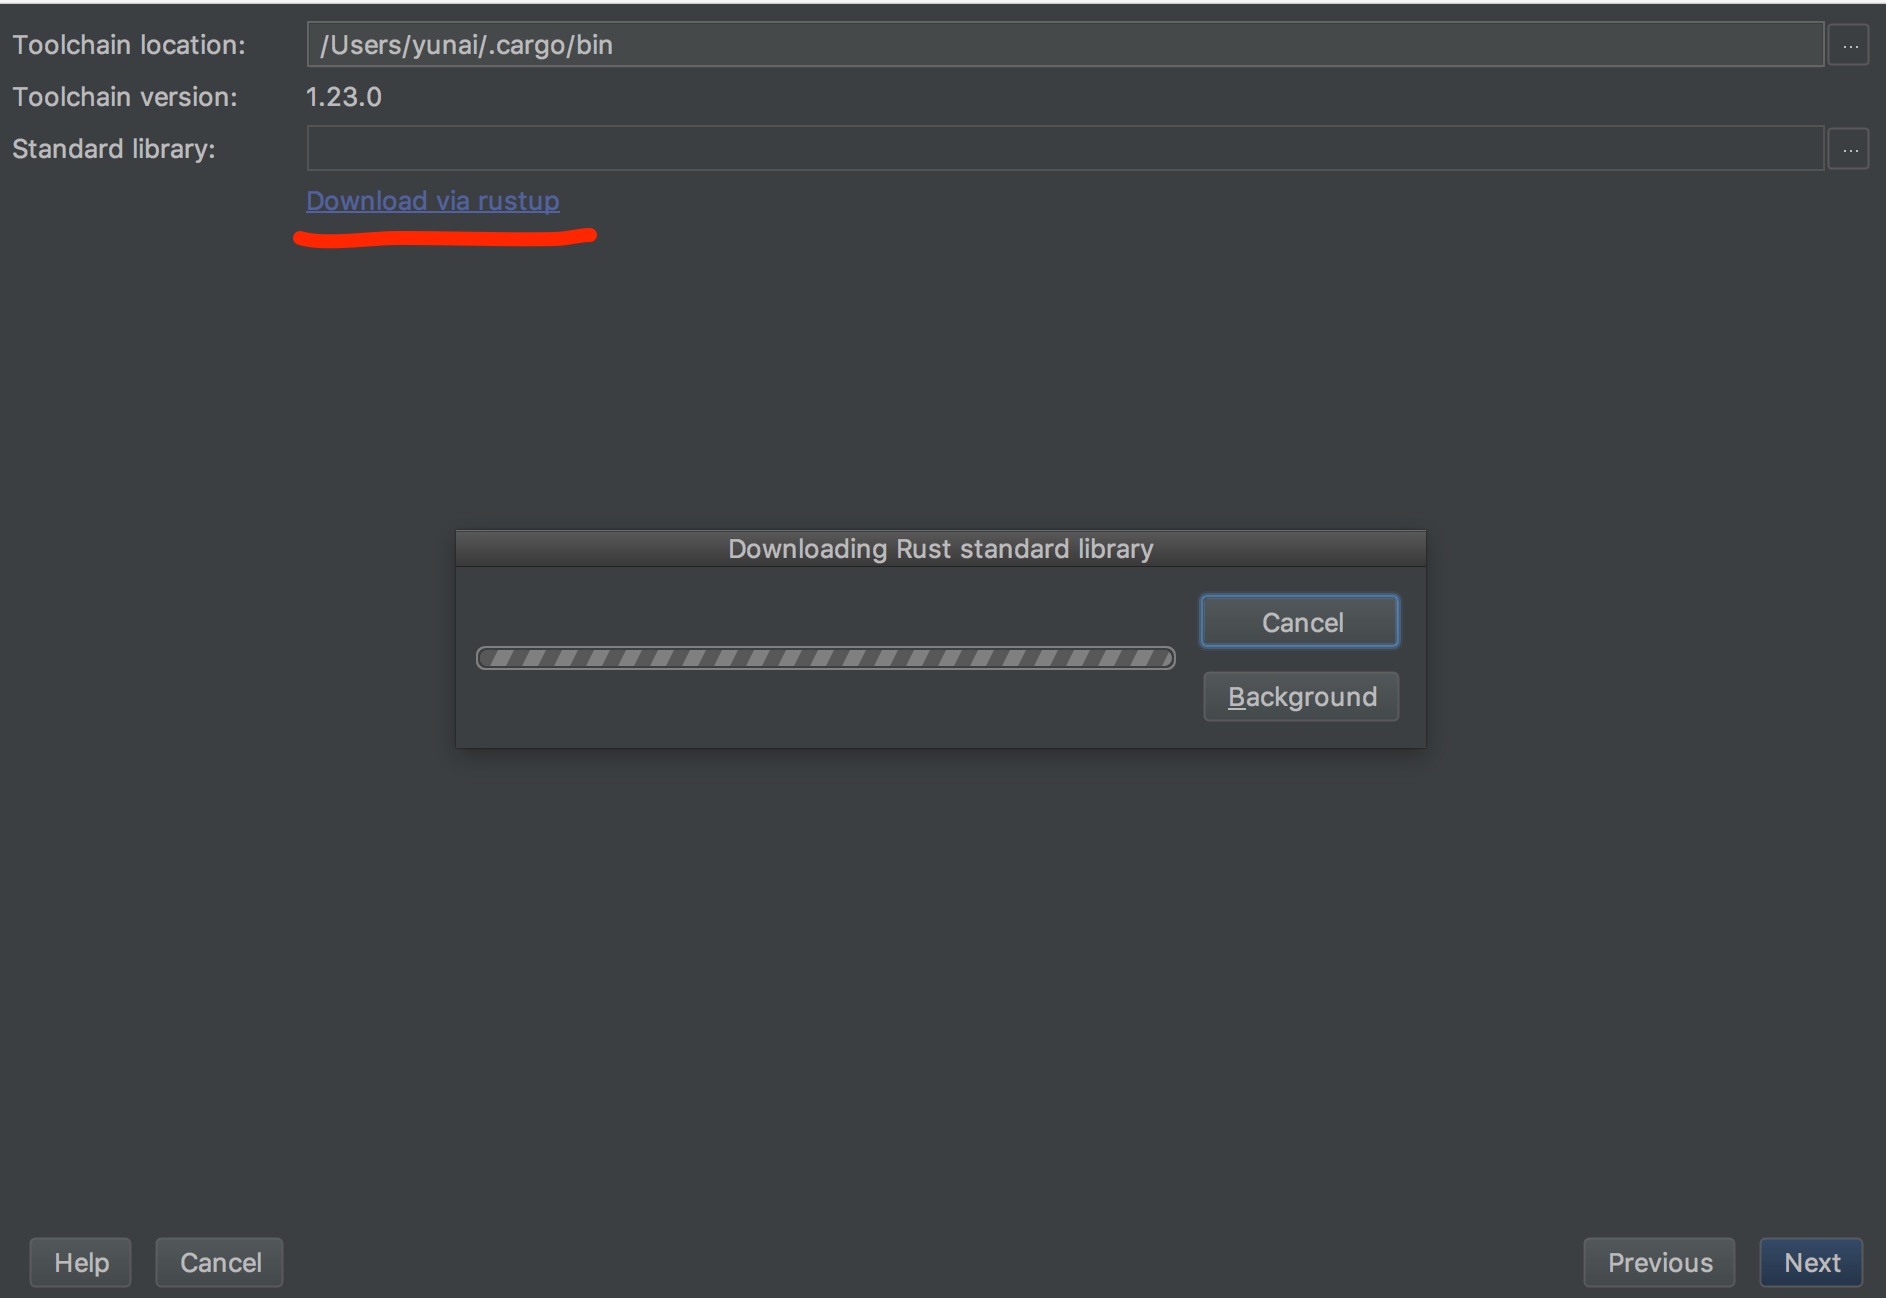 Toolchain location: /Users/yunai/.cargo/bin ...
Toolchain version: 1.23.0
Standard library: ...
Download via rustup
Downloading Rust standard library
Cancel
Background
Help Cancel Previous Next